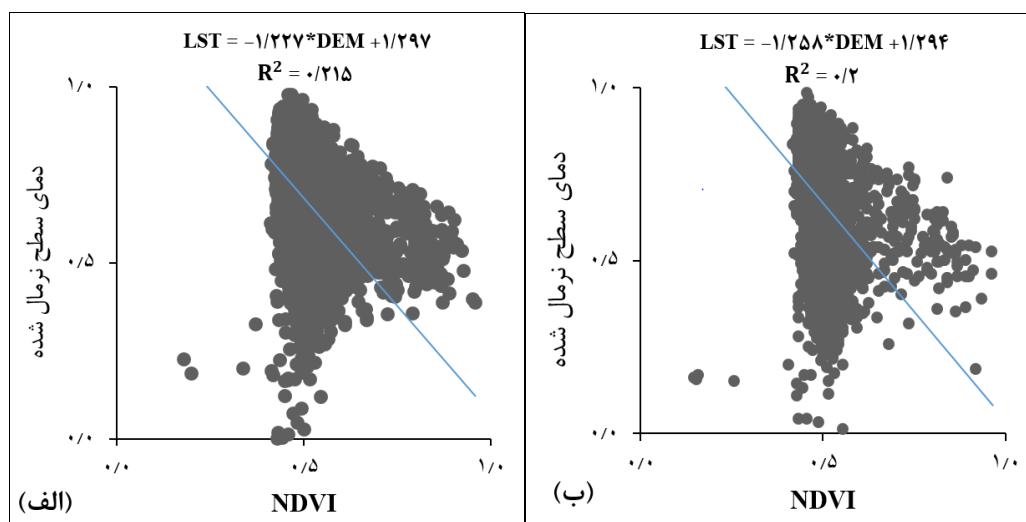 LST = −۱/۲۲۷*DEM +۱/۲۹۷
R² = ۰/۲۱۵
۱/۰
۰/۵
۰/۰
۰/۰
۰/۵
۱/۰
دمای سطح نرمال شده
NDVI
(الف)
LST = −۱/۲۵۸*DEM +۱/۲۹۴
R² = ۰/۲
۱/۰
۰/۵
۰/۰
۰/۰
۰/۵
۱/۰
دمای سطح نرمال شده
NDVI
(ب)